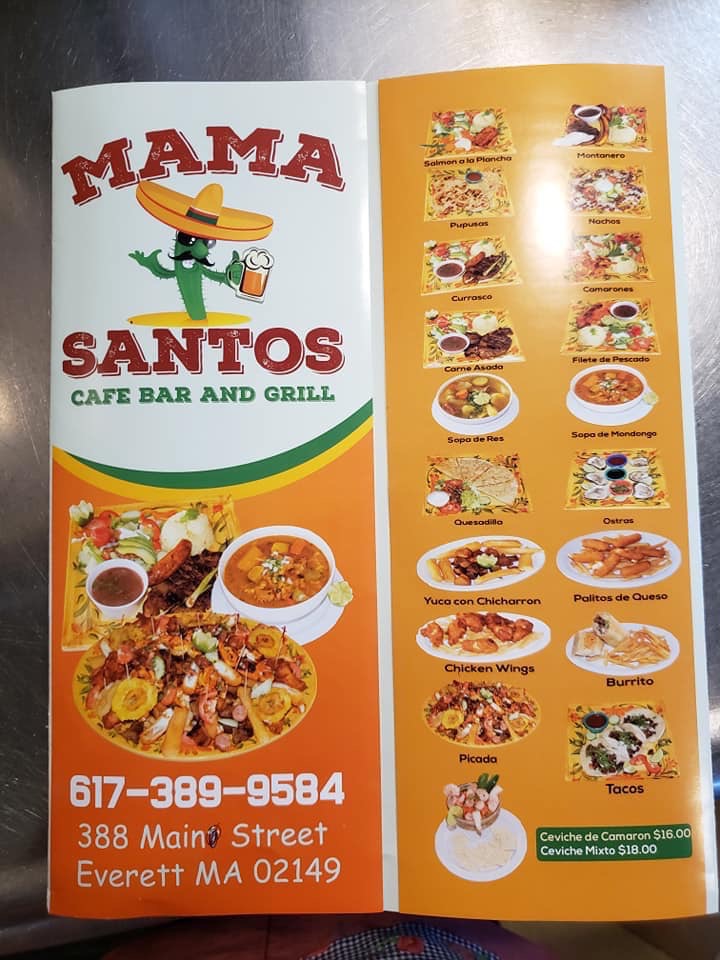 MAMA
SANTOS
CAFE BAR AND GRILL
617-389-9584
388 Main Street
Everett MA 02149
Salmon a la Plancha
Montanero
Pupusas
Nachos
Currasco
Camarones
Carne Asada
Filete de Pescado
Sopa de Res
Sopa de Mondongo
Quesadilla
Ostras
Yuca con Chicharron
Palitos de Queso
Chicken Wings
Burrito
Picada
Tacos
Ceviche de Camaron $16.00
Ceviche Mixto $18.00